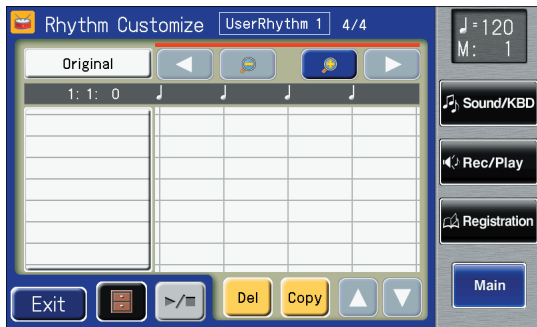 Rhythm Customize UserRhythm 1 4/4
♩=120
M: 1
Original
1: 1: 0
Sound/KBD
Rec/Play
Registration
Main
Exit
Del
Copy